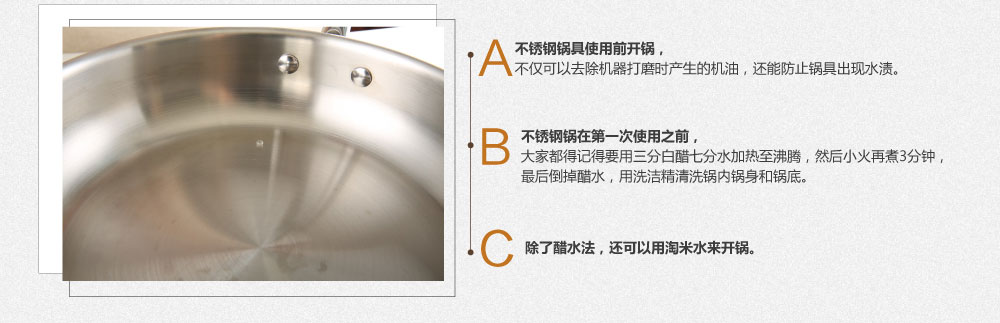 A 不锈钢锅具使用前开锅，
不仅可以去除机器打磨时产生的机油，还能防止锅具出现水渍。
B 不锈钢锅在第一次使用之前，
大家都得记得要用三分白醋七分水加热至沸腾，然后小火再煮3分钟，
最后倒掉醋水，用洗洁精清洗锅内锅身和锅底。
C 除了醋水法，还可以用淘米水来开锅。